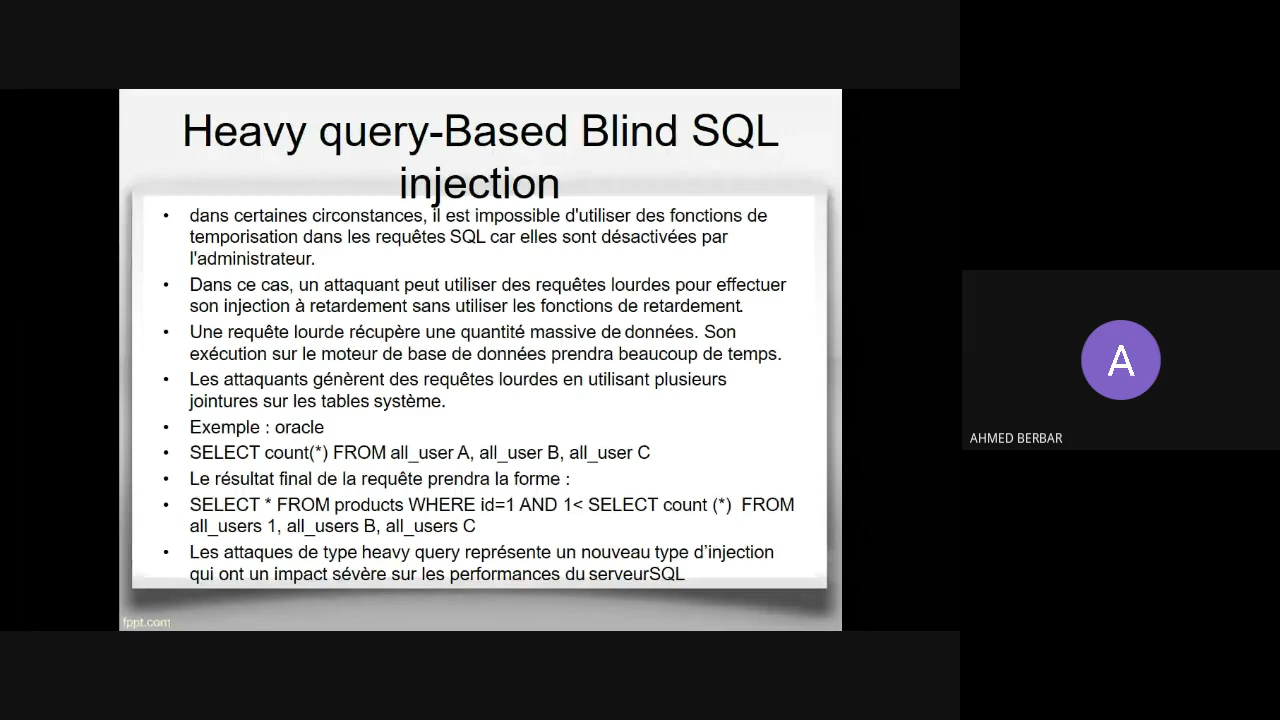 Heavy query-Based Blind SQL
injection
• dans certaines circonstances, il est impossible d'utiliser des fonctions de
temporisation dans les requêtes SQL car elles sont désactivées par
l'administrateur.
• Dans ce cas, un attaquant peut utiliser des requêtes lourdes pour effectuer
son injection à retardement sans utiliser les fonctions de retardement.
• Une requête lourde récupère une quantité massive de données. Son
exécution sur le moteur de base de données prendra beaucoup de temps.
• Les attaquants génèrent des requêtes lourdes en utilisant plusieurs
jointures sur les tables système.
• Exemple : oracle
• SELECT count(*) FROM all_user A, all_user B, all_user C
• Le résultat final de la requête prendra la forme :
• SELECT * FROM products WHERE id=1 AND 1< SELECT count (*) FROM
all_users 1, all_users B, all_users C
• Les attaques de type heavy query représente un nouveau type d’injection
qui ont un impact sévère sur les performances du serveurSQL
fppt.com
A
AHMED BERBAR